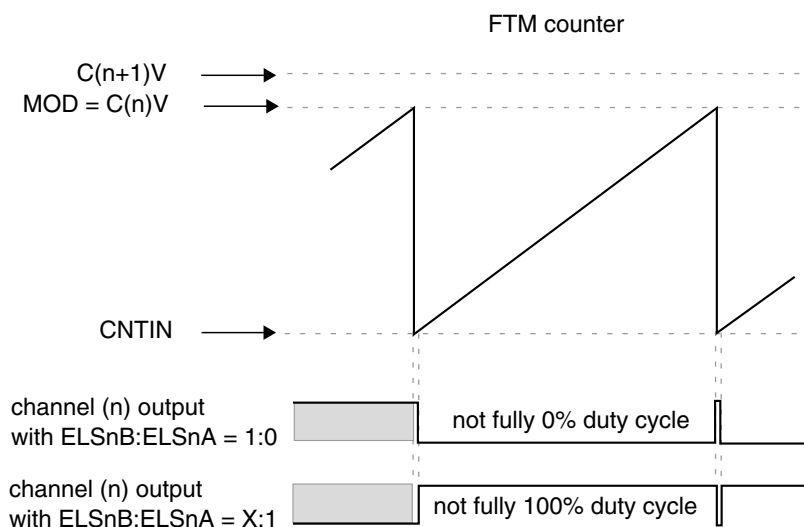 FTM counter
C(n+1)V
MOD = C(n)V
CNTIN
channel (n) output
with ELSnB:ELSnA = 1:0
not fully 0% duty cycle
channel (n) output
with ELSnB:ELSnA = X:1
not fully 100% duty cycle